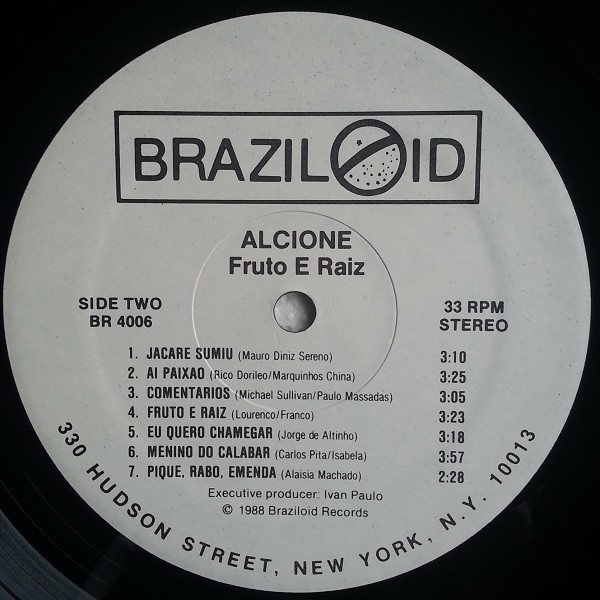 BRAZILOID
ALCIONE
Fruto E Raiz
SIDE TWO
BR 4006
33 RPM
STEREO
1. JACARE SUMIU (Mauro Diniz Sereno) 3:10
2. AI PAIXAO (Rico Dorileo/Marquinhos China) 3:25
3. COMENTARIOS (Michael Sullivan/Paulo Massadas) 3:05
4. FRUTO E RAIZ (Lourenco/Franco) 3:23
5. EU QUERO CHAMEGAR (Jorge de Altinho) 3:18
6. MENINO DO CALABAR (Carlos Pita/Isabela) 3:57
7. PIQUE, RABO, EMENDA (Alaisia Machado) 2:28
Executive producer: Ivan Paulo
© 1988 Braziloid Records
330 HUDSON STREET, NEW YORK, N.Y. 10013